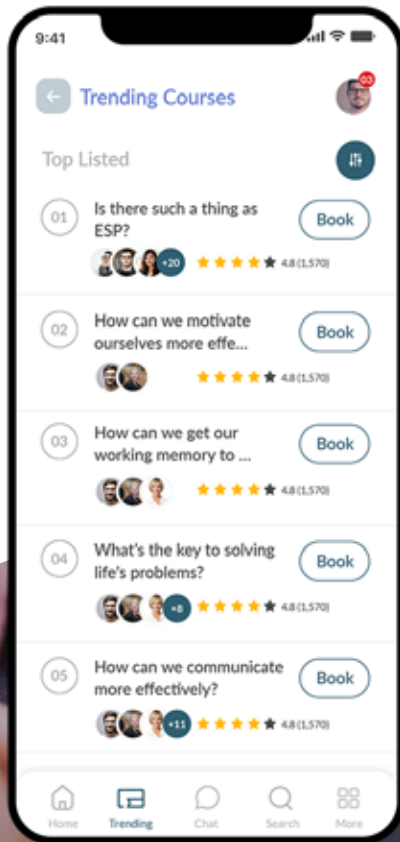 9:41
03
Trending Courses
Top Listed
01
Is there such a thing as
ESP?
Book
+20
4.8 (1,570)
02
How can we motivate
ourselves more effe...
Book
4.8 (1,570)
03
How can we get our
working memory to ...
Book
4.8 (1,570)
04
What's the key to solving
life's problems?
Book
+8
4.8 (1,570)
05
How can we communicate
more effectively?
Book
+11
4.8 (1,570)
Home Trending Chat Search More